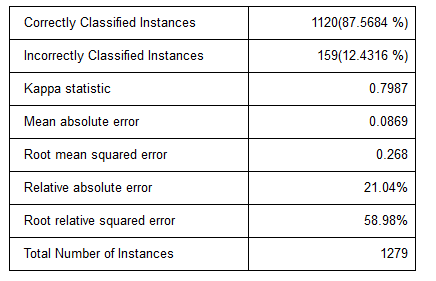 Correctly Classified Instances 1120(87.5684 %)
Incorrectly Classified Instances 159(12.4316 %)
Kappa statistic 0.7987
Mean absolute error 0.0869
Root mean squared error 0.268
Relative absolute error 21.04%
Root relative squared error 58.98%
Total Number of Instances 1279